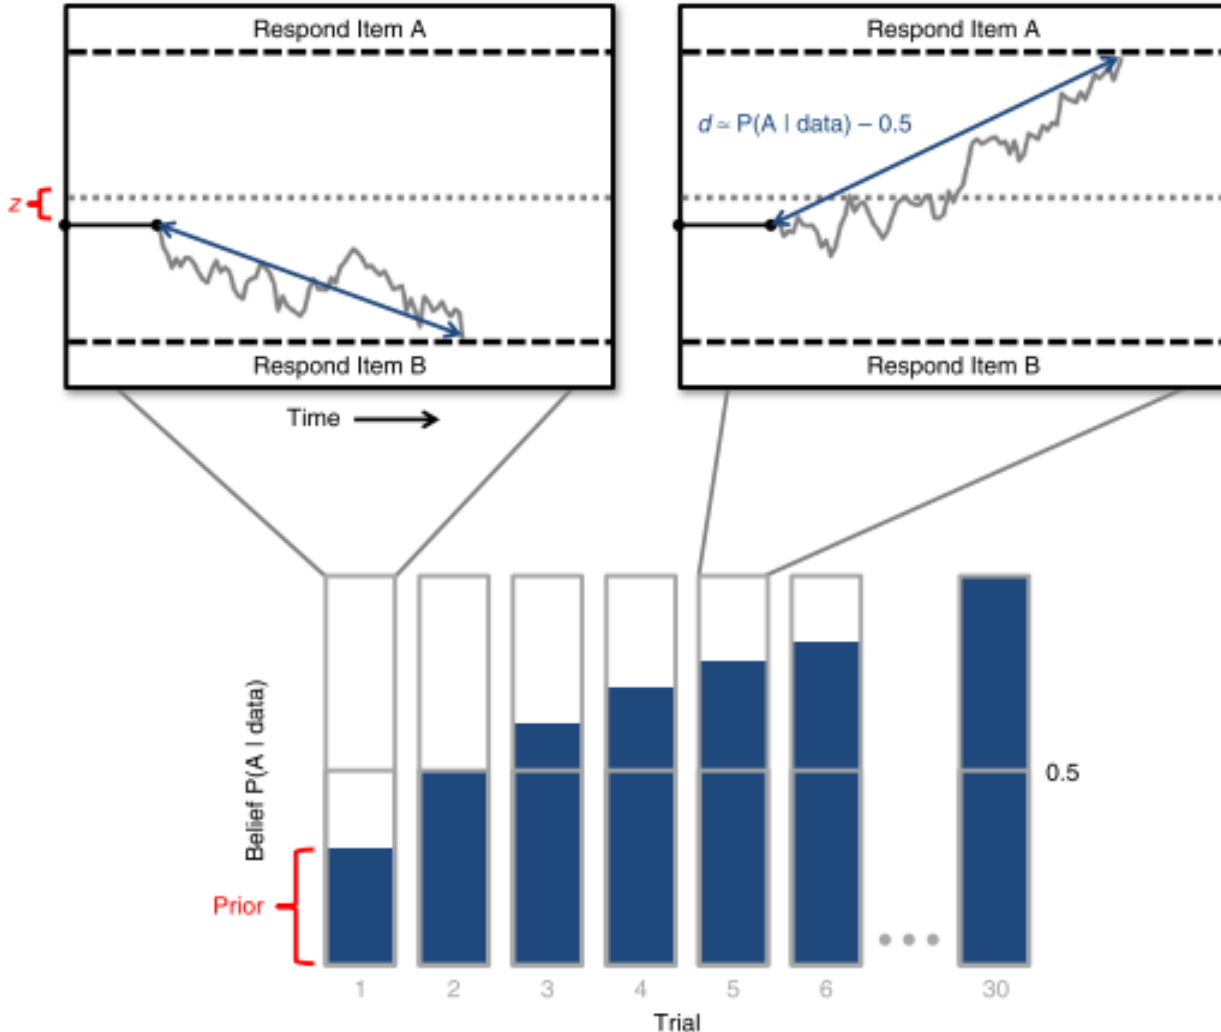 Respond Item A
Respond Item A
d ≃ P(A | data) – 0.5
z
Respond Item B
Respond Item B
Time
Belief P(A | data)
0.5
Prior
1 2 3 4 5 6 30
Trial